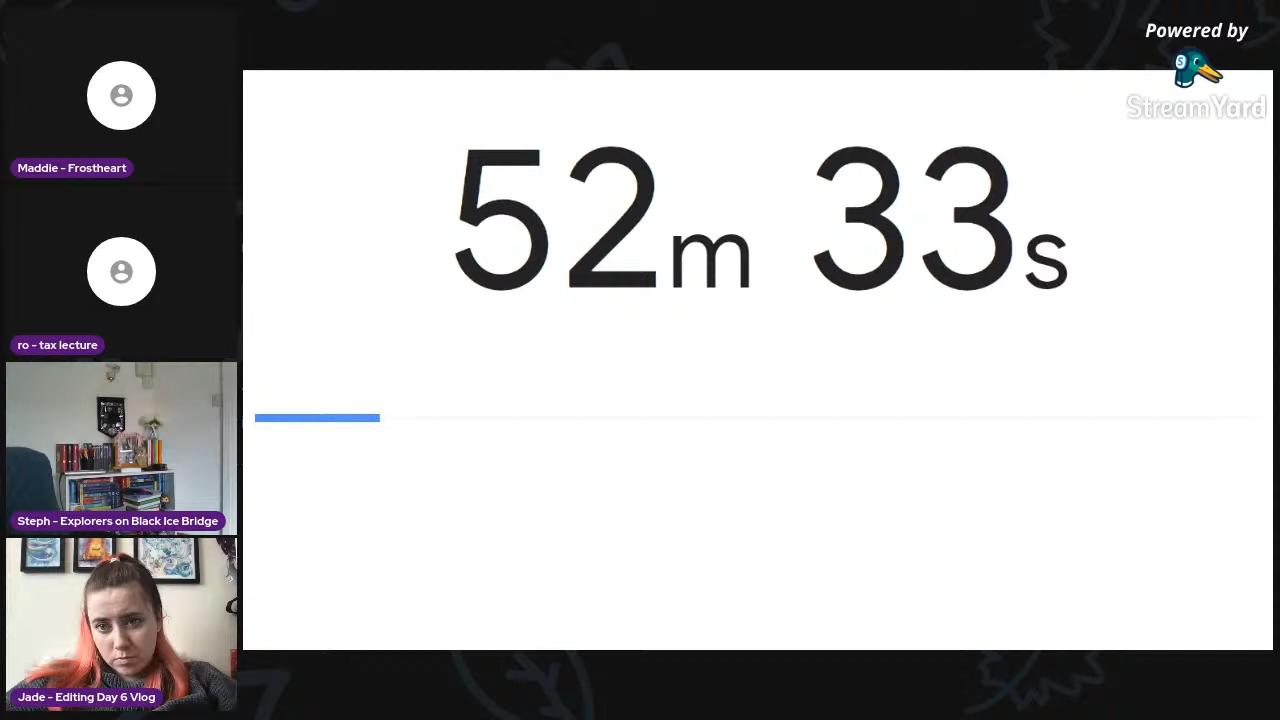 Powered by
StreamYard
Maddie - Frostheart
ro - tax lecture
Steph - Explorers on Black Ice Bridge
Jade - Editing Day 6 Vlog
52m 33s